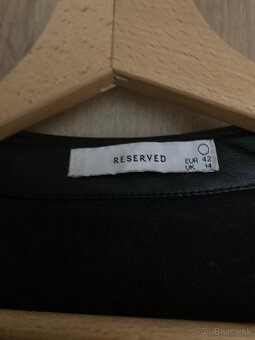 RESERVED
EUR 42
UK 14
Bazos.sk